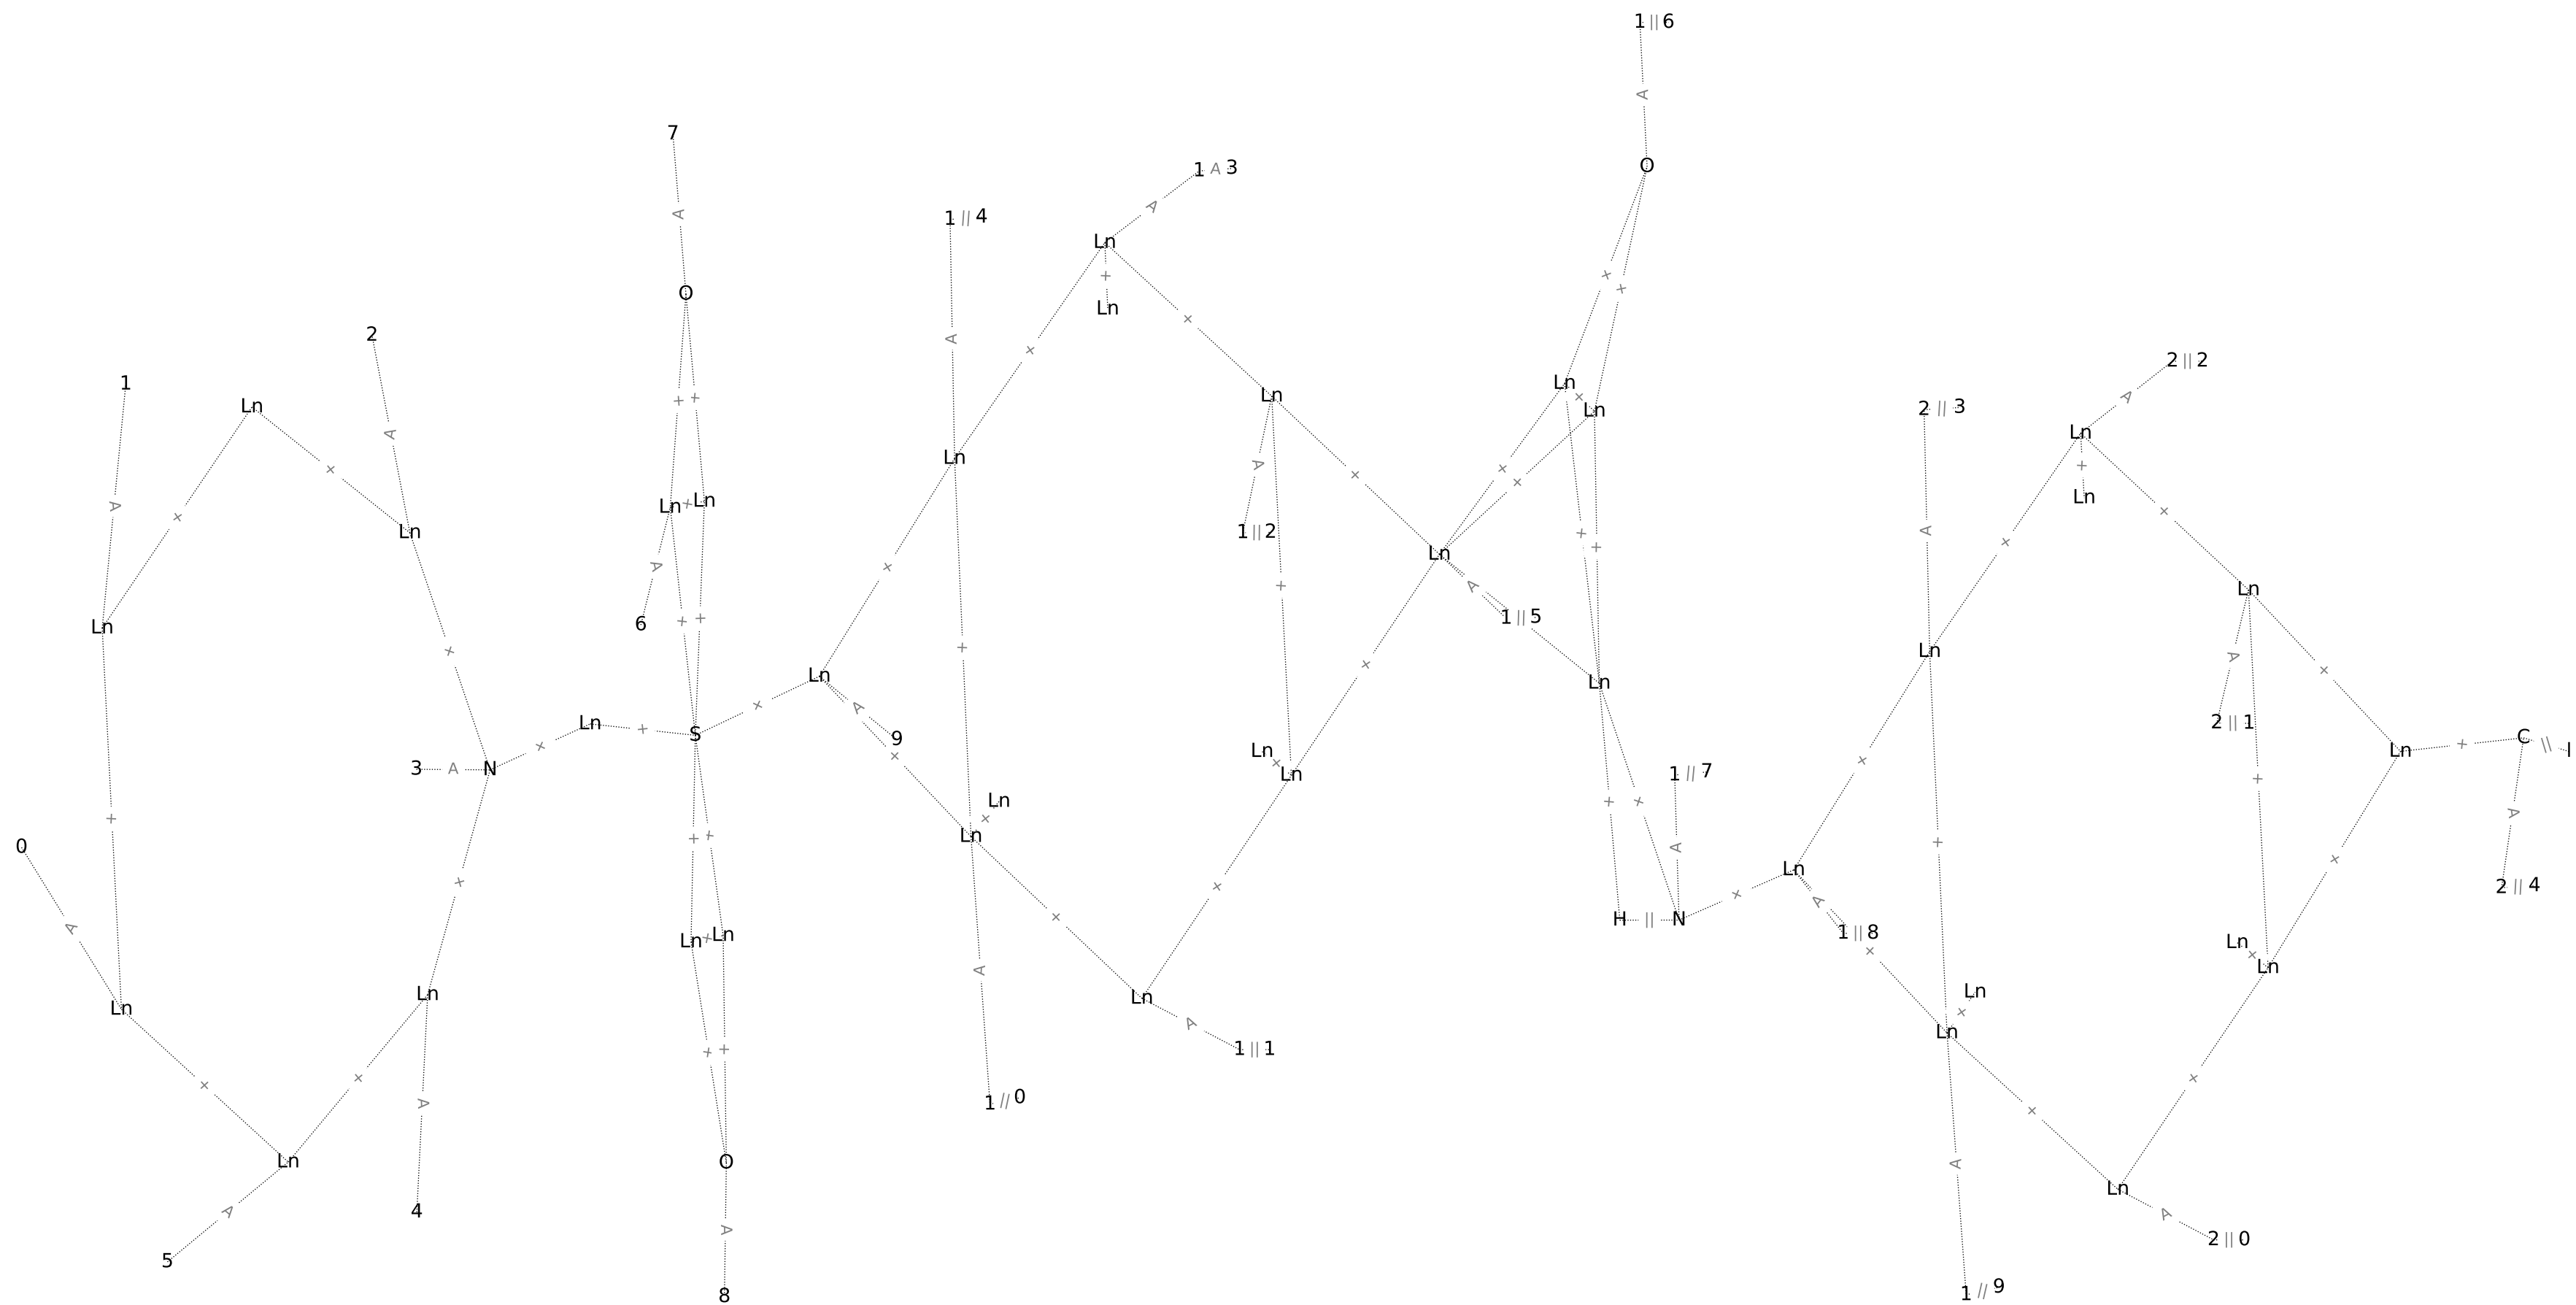 1 || 6
7
O
1 A 3
1 || 4
Ln
Ln
2
1
Ln
Ln
Ln
Ln
Ln
2 || 2
2 || 3
Ln
Ln
Ln
Ln
Ln
1 || 2
Ln
Ln
O
6
Ln
1 || 5
Ln
Ln
Ln
Ln
S
Ln
9
3
A
N
Ln
Ln
1 || 7
Ln
Ln
0
Ln
Ln
H || N
Ln
1 || 8
2 || 1
Ln
C
||
2 || 4
Ln
Ln
Ln
Ln
Ln
Ln
Ln
Ln
1 || 1
1 // 0
O
Ln
4
5
8
Ln
2 || 0
1 // 9